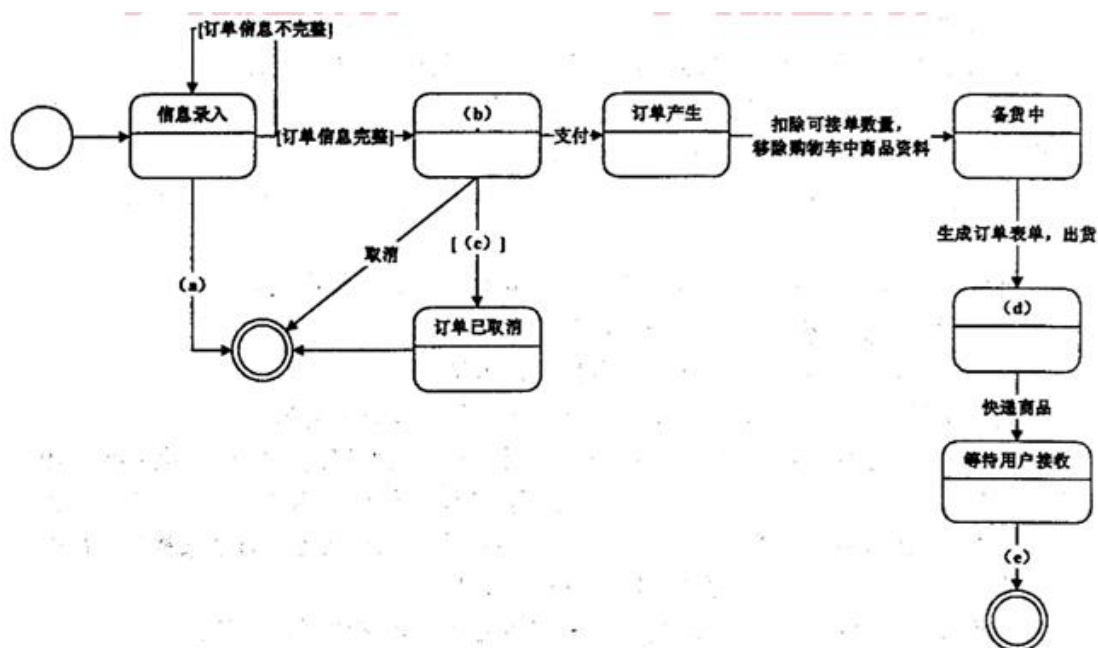 [订单信息不完整]
信息录入
[订单信息完整]
(b)
支付
订单产生
扣除可接单数量，
移除购物车中商品资料
备货中
取消
[(c)]
生成订单表单，出货
(a)
订单已取消
(d)
快递商品
等待用户接收
(e)